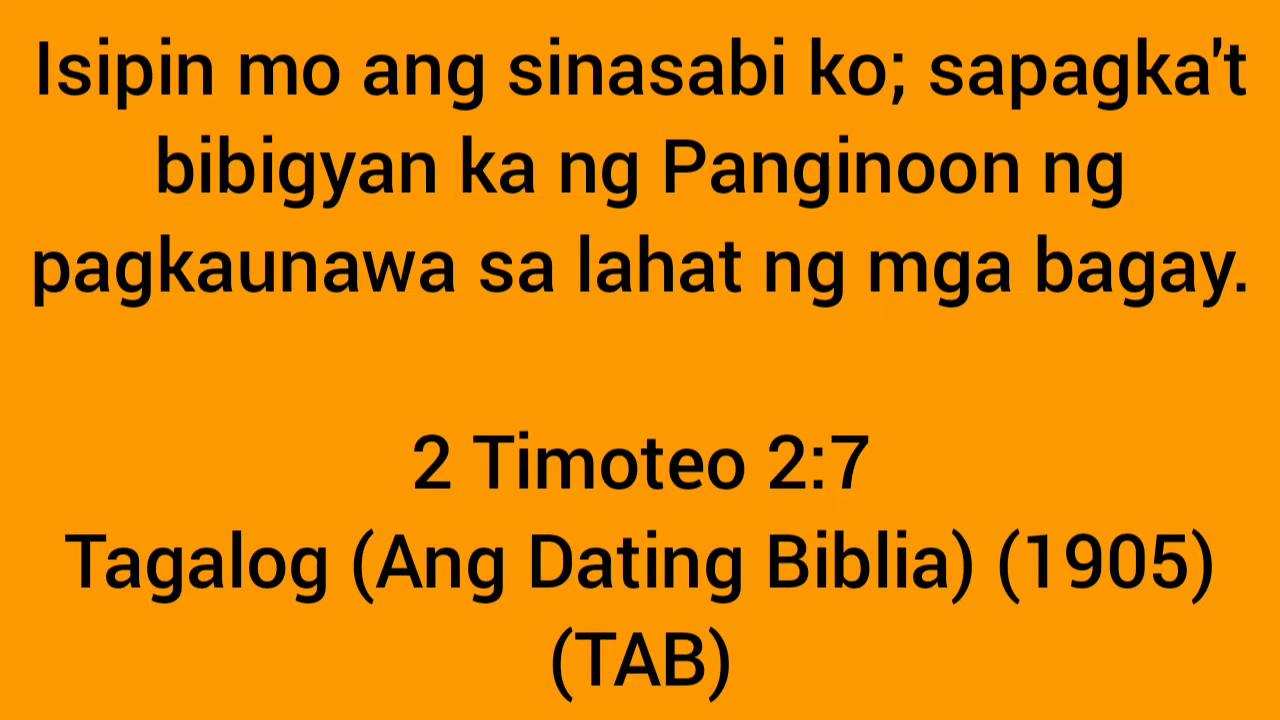 Isipin mo ang sinasabi ko; sapagka't
bibigyan ka ng Panginoon ng
pagkaunawa sa lahat ng mga bagay.
2 Timoteo 2:7
Tagalog (Ang Dating Biblia) (1905)
(TAB)